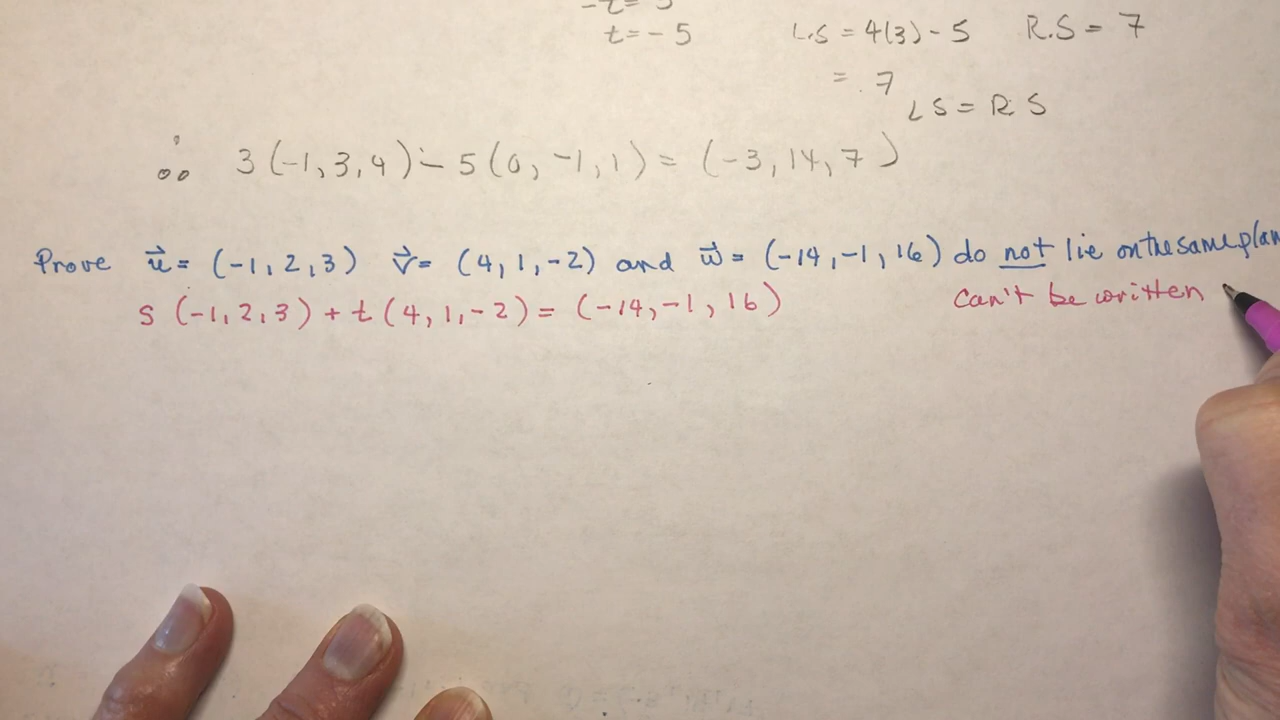 t = - 5
L.S = 4(3) - 5 R.S = 7
= 7
LS = R.S
∴ 3(-1,3,4) - 5(0,-1,1) = (-3,14,7)
Prove u⃗ = (-1,2,3) v⃗ = (4,1,-2) and w⃗ = (-14,-1,16) do not lie on the same plan
s(-1,2,3) + t(4,1,-2) = (-14,-1,16) Can't be written